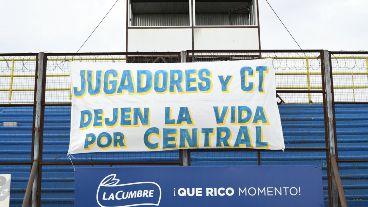 JUGADORES Y CT
DEJEN LA VIDA
POR CENTRAL
LACUMBRE
¡QUE RICO MOMENTO!